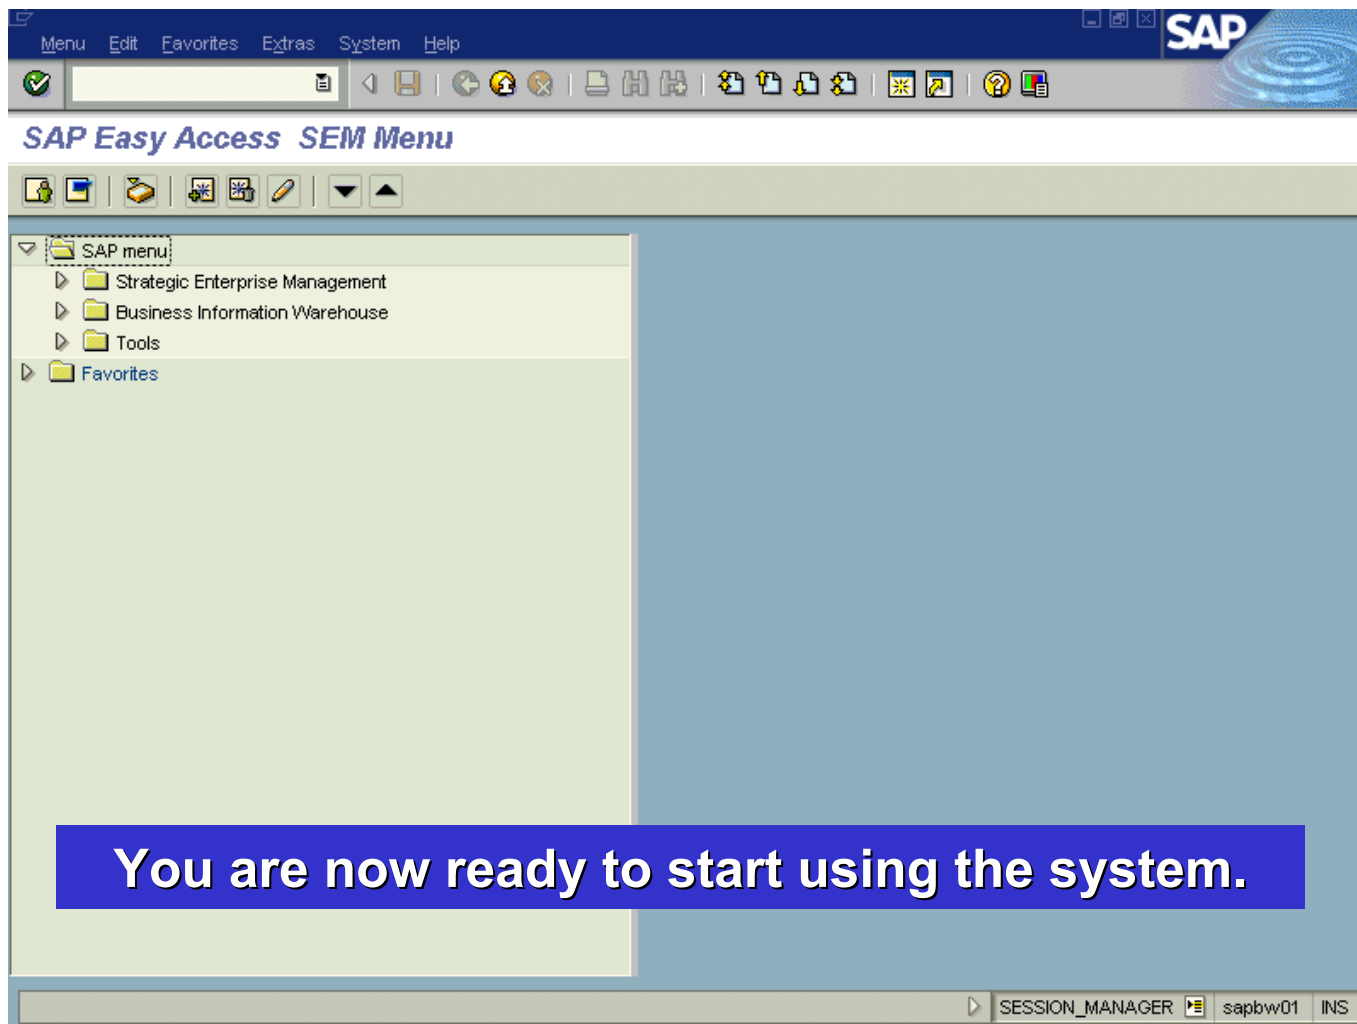 Menu Edit Favorites Extras System Help
SAP
SAP Easy Access SEM Menu
SAP menu
Strategic Enterprise Management
Business Information Warehouse
Tools
Favorites
You are now ready to start using the system.
SESSION_MANAGER sapbw01 INS